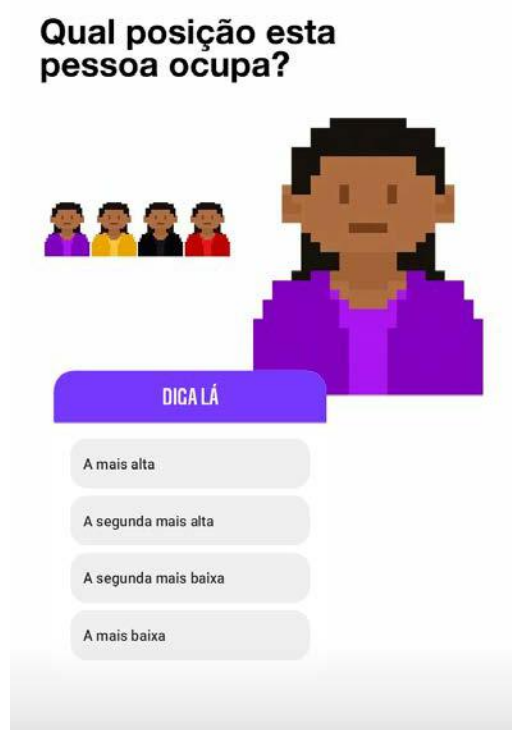 Qual posição esta
pessoa ocupa?
DIGA LÁ
A mais alta
A segunda mais alta
A segunda mais baixa
A mais baixa